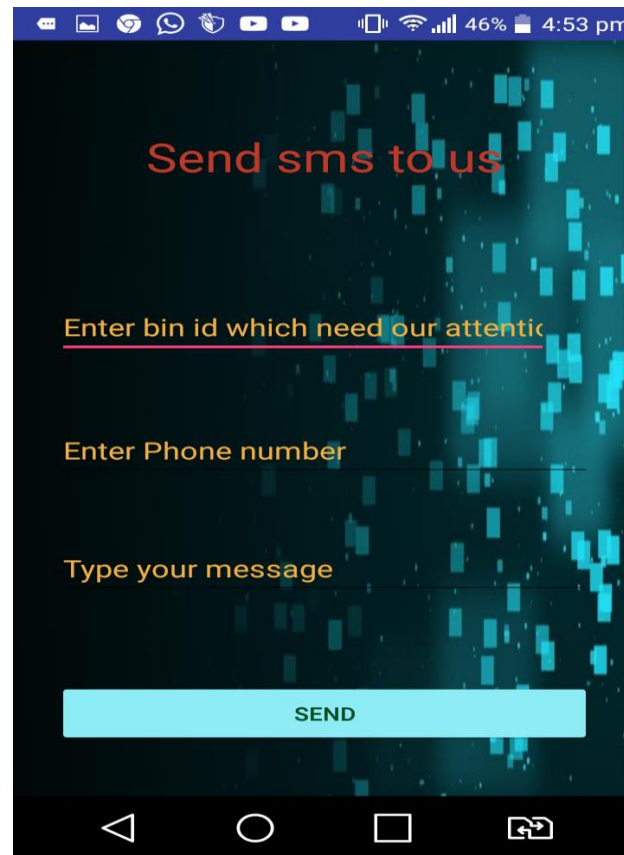 46% 4:53 pm
Send sms to us
Enter bin id which need our attentic
Enter Phone number
Type your message
SEND